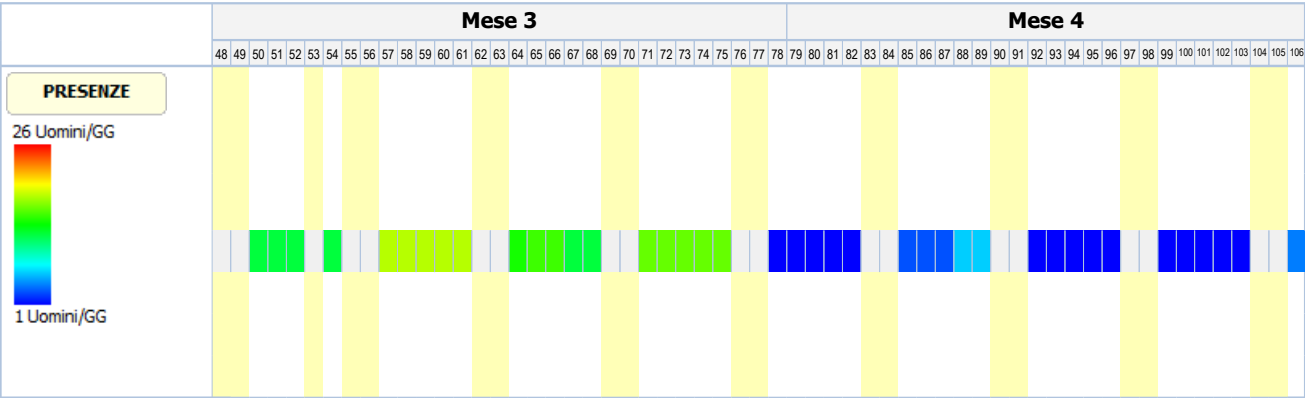 Mese 3 Mese 4
48 49 50 51 52 53 54 55 56 57 58 59 60 61 62 63 64 65 66 67 68 69 70 71 72 73 74 75 76 77 78 79 80 81 82 83 84 85 86 87 88 89 90 91 92 93 94 95 96 97 98 99 100 101 102 103 104 105 106
PRESENZE
26 Uomini/GG
1 Uomini/GG